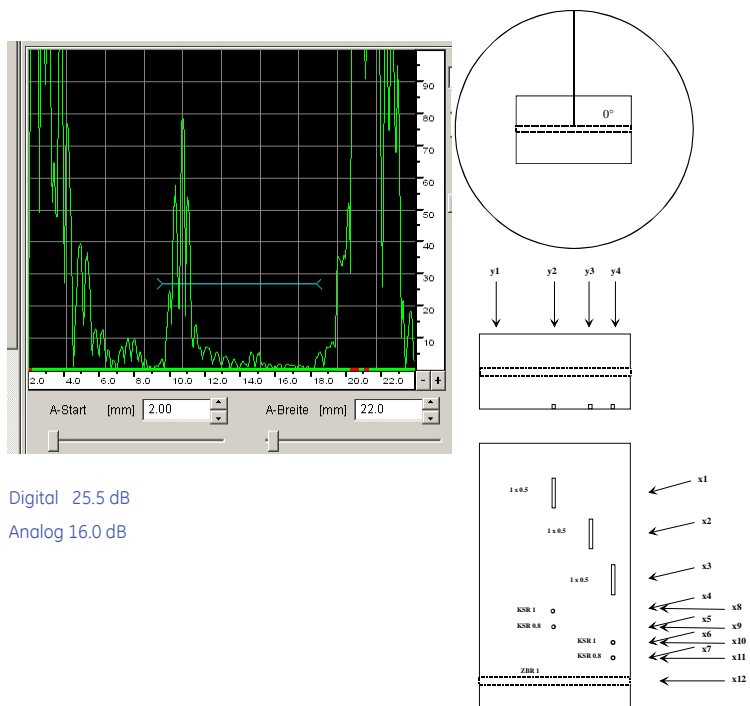 90
80
70
60
50
40
30
20
10
2.0 4.0 6.0 8.0 10.0 12.0 14.0 16.0 18.0 20.0 22.0 - +
A-Start [mm] 2.00 A-Breite [mm] 22.0
Digital 25.5 dB
Analog 16.0 dB
0°
y1 y2 y3 y4
1 x 0.5 x1
1 x 0.5 x2
1 x 0.5 x3
x4
KSR 1 x8
x5
KSR 0.8 x9
x6
KSR 1 x10
x7
KSR 0.8 x11
ZBR 1 x12